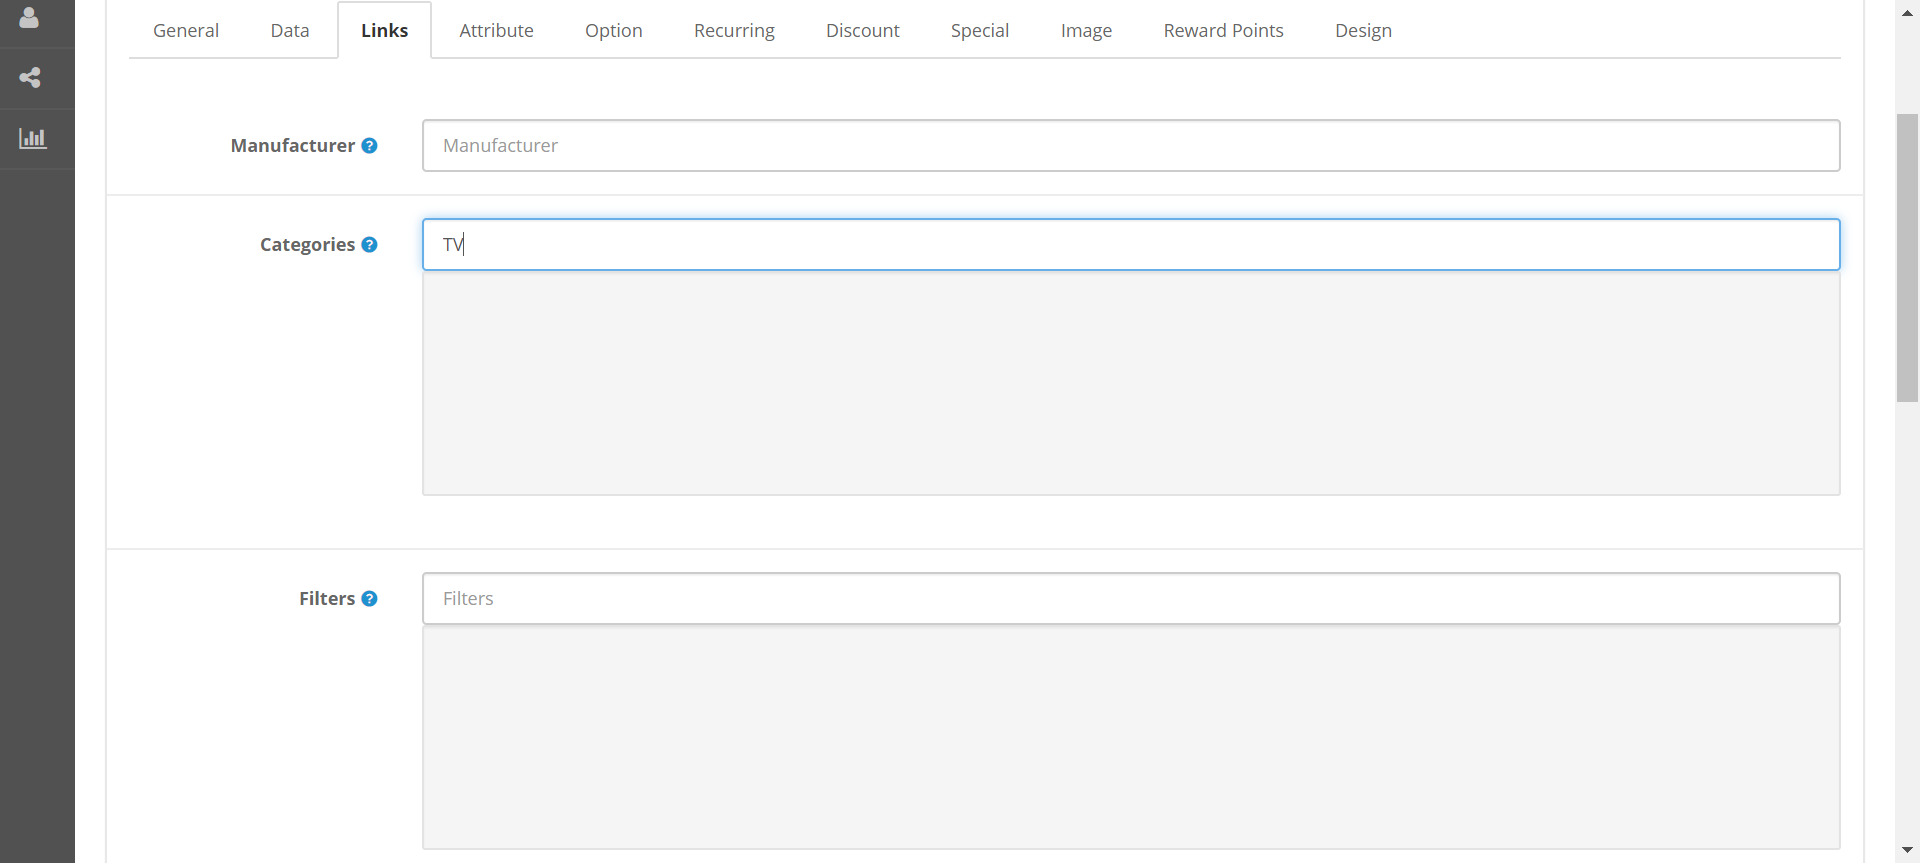 General Data Links Attribute Option Recurring Discount Special Image Reward Points Design
Manufacturer ? Manufacturer
Categories ? TV
Filters ? Filters